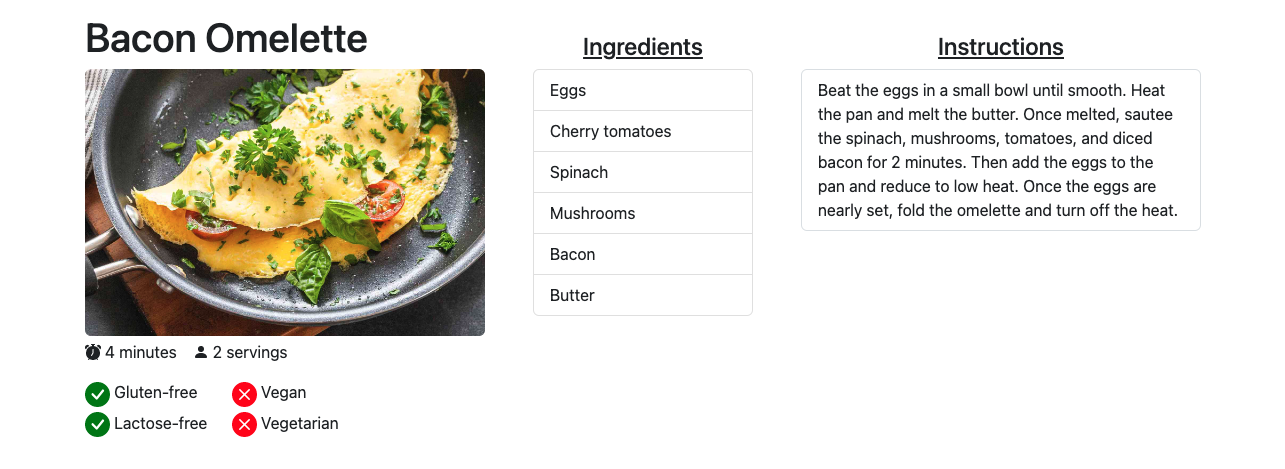 Bacon Omelette
4 minutes 2 servings
Gluten-free Vegan
Lactose-free Vegetarian
Ingredients
Eggs
Cherry tomatoes
Spinach
Mushrooms
Bacon
Butter
Instructions
Beat the eggs in a small bowl until smooth. Heat
the pan and melt the butter. Once melted, sautee
the spinach, mushrooms, tomatoes, and diced
bacon for 2 minutes. Then add the eggs to the
pan and reduce to low heat. Once the eggs are
nearly set, fold the omelette and turn off the heat.